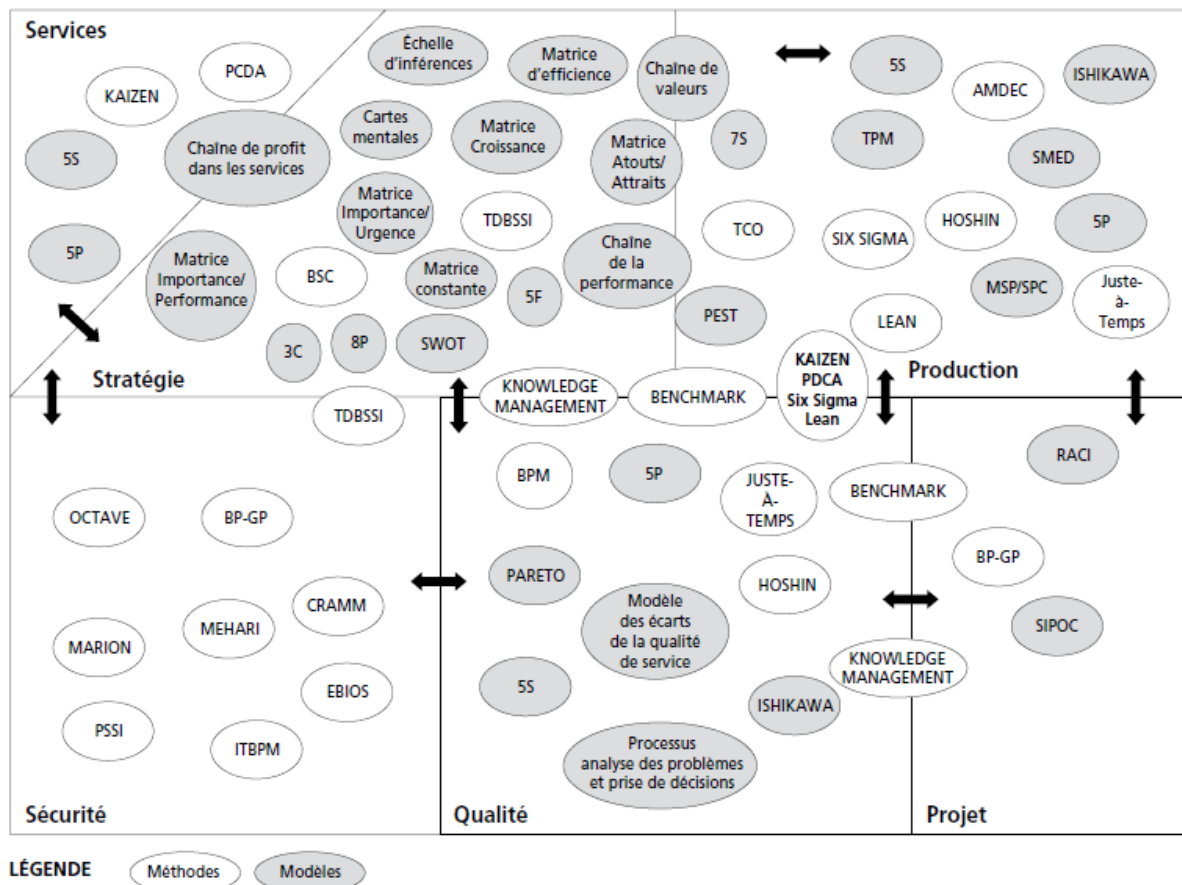 Services
PCDA
KAIZEN
5S
Chaîne de profit
dans les services
5P
Échelle
d'inférences
Matrice
d'efficience
Chaîne de
valeurs
Cartes
mentales
Matrice
Croissance
Matrice
Atouts/
Attraits
7S
Matrice
Importance/
Urgence
TDBSSI
Matrice
Importance/
Performance
BSC
Matrice
constante
5F
Chaîne
de la
performance
3C
8P
SWOT
Stratégie
5S
AMDEC
ISHIKAWA
TPM
SMED
TCO
SIX SIGMA
HOSHIN
5P
MSP/SPC
Juste-
à-
Temps
PEST
LEAN
Production
KAIZEN
PDCA
Six Sigma
Lean
KNOWLEDGE
MANAGEMENT
BENCHMARK
TDBSSI
OCTAVE
BP-GP
CRAMM
MEHARI
MARION
EBIOS
PSSI
ITBPM
Sécurité
BPM
5P
JUSTE-
À-
TEMPS
BENCHMARK
PARETO
HOSHIN
Modèle
des écarts
de la qualité
de service
5S
KNOWLEDGE
MANAGEMENT
ISHIKAWA
Processus
analyse des problèmes
et prise de décisions
Qualité
RACI
BP-GP
SIPOC
Projet
LÉGENDE
Méthodes
Modèles